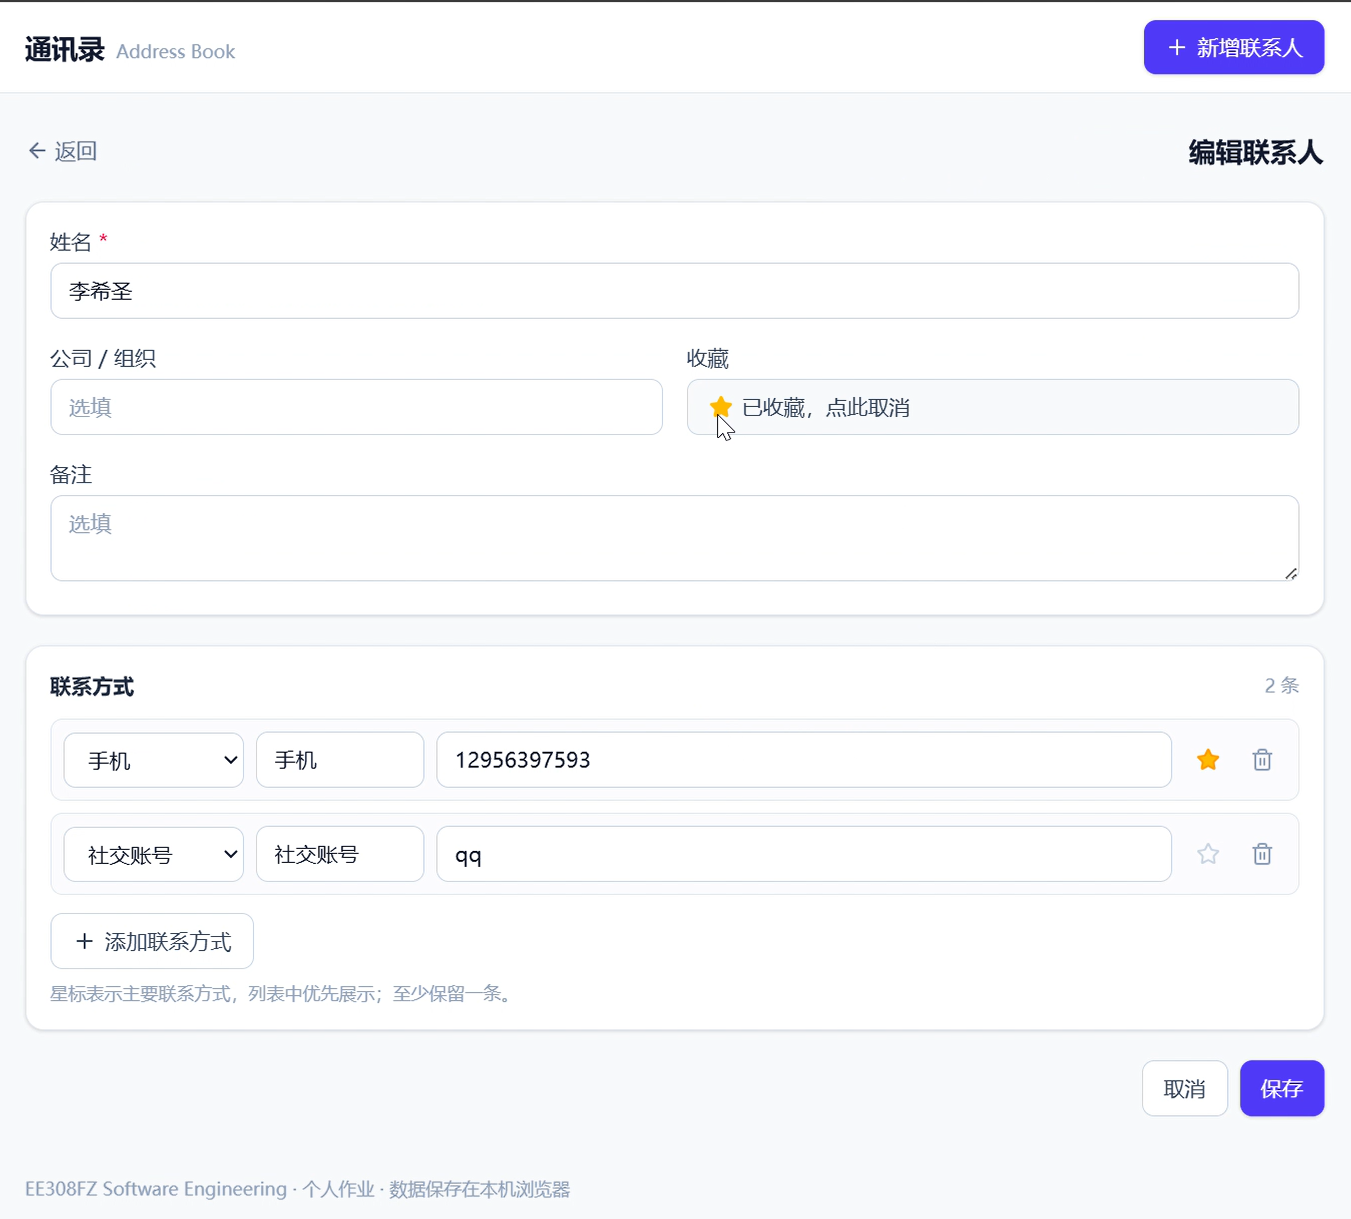 通讯录 Address Book
+ 新增联系人
← 返回
编辑联系人
姓名 *
李希圣
公司 / 组织
收藏
选填
已收藏，点此取消
备注
选填
联系方式
2 条
手机 手机 12956397593
社交账号 社交账号 qq
+ 添加联系方式
星标表示主要联系方式，列表中优先展示；至少保留一条。
取消 保存
EE308FZ Software Engineering · 个人作业 · 数据保存在本机浏览器